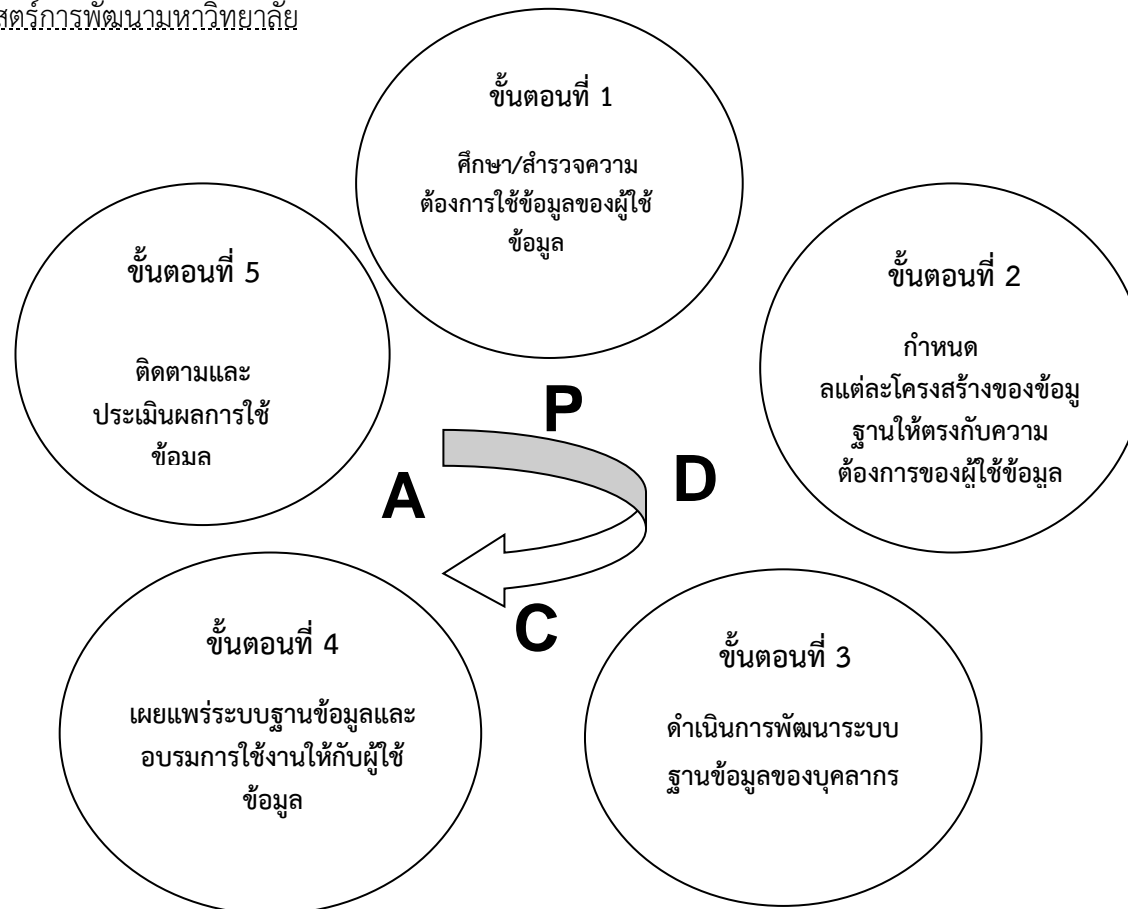 สตร์การพัฒนามหาวิทยาลัย
ขั้นตอนที่ 1
ศึกษา/สำรวจความ
ต้องการใช้ข้อมูลของผู้ใช้
ข้อมูล
ขั้นตอนที่ 2
กำหนด
ลแต่ละโครงสร้างของข้อมู
ฐานให้ตรงกับความ
ต้องการของผู้ใช้ข้อมูล
ขั้นตอนที่ 3
ดำเนินการพัฒนาระบบ
ฐานข้อมูลของบุคลากร
ขั้นตอนที่ 4
เผยแพร่ระบบฐานข้อมูลและ
อบรมการใช้งานให้กับผู้ใช้
ข้อมูล
ขั้นตอนที่ 5
ติดตามและ
ประเมินผลการใช้
ข้อมูล
P
D
C
A